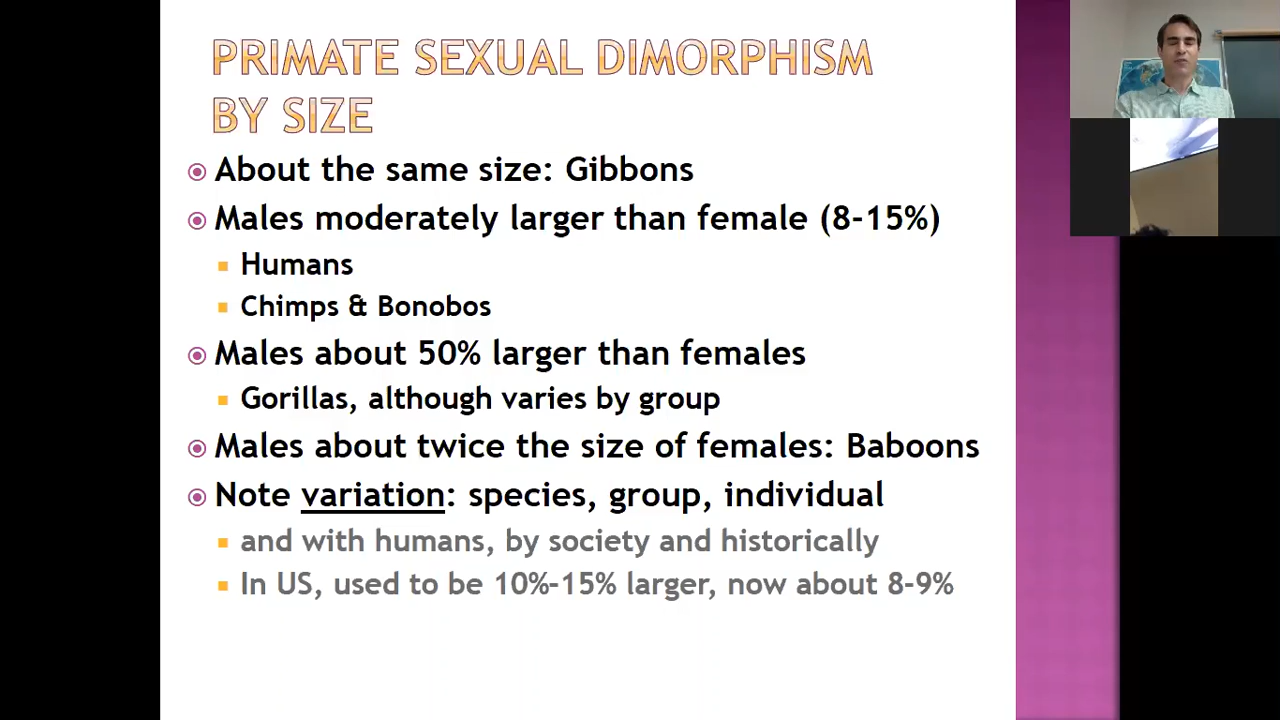 PRIMATE SEXUAL DIMORPHISM
BY SIZE
About the same size: Gibbons
Males moderately larger than female (8-15%)
Humans
Chimps & Bonobos
Males about 50% larger than females
Gorillas, although varies by group
Males about twice the size of females: Baboons
Note variation: species, group, individual
and with humans, by society and historically
In US, used to be 10%-15% larger, now about 8-9%